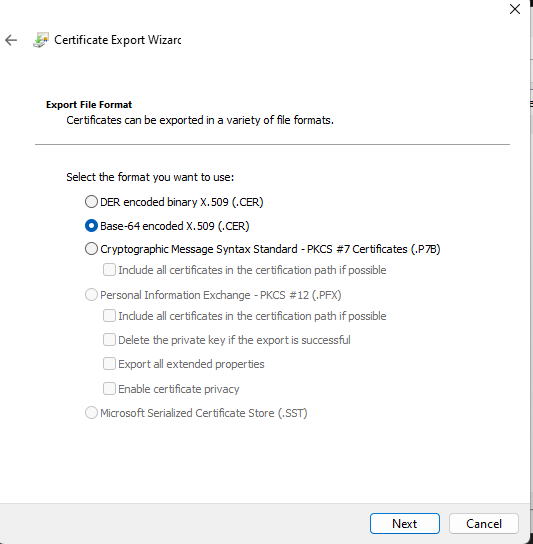 Certificate Export Wizard
Export File Format
Certificates can be exported in a variety of file formats.
Select the format you want to use:
DER encoded binary X.509 (.CER)
Base-64 encoded X.509 (.CER)
Cryptographic Message Syntax Standard - PKCS #7 Certificates (.P7B)
Include all certificates in the certification path if possible
Personal Information Exchange - PKCS #12 (.PFX)
Include all certificates in the certification path if possible
Delete the private key if the export is successful
Export all extended properties
Enable certificate privacy
Microsoft Serialized Certificate Store (.SST)
Next
Cancel